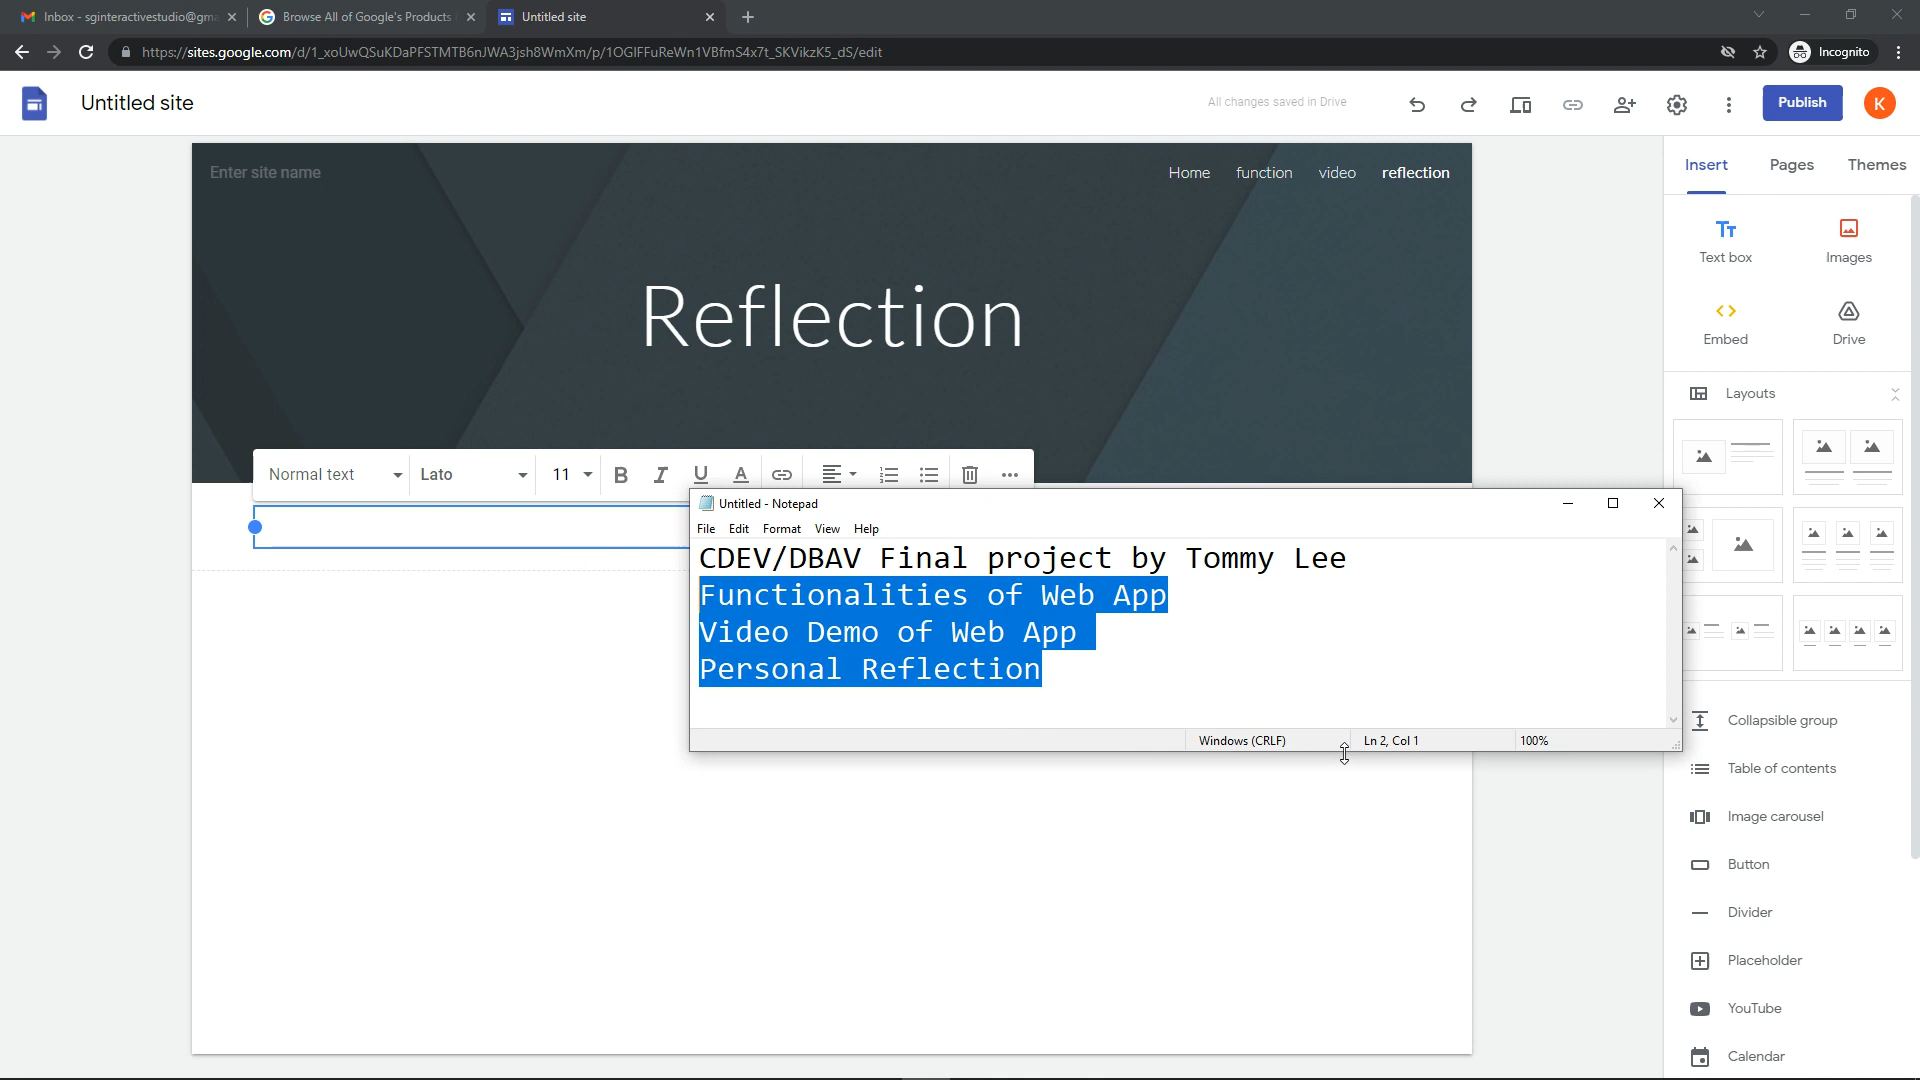 Inbox - sginteractivestudio@gma
Browse All of Google's Products
Untitled site
https://sites.google.com/d/1_xoUwQSuKDaPFSTMTB6nJWA3jsh8WmXm/p/1OGlFFuReWn1VBfmS4x7t_SKVikzK5_dS/edit
Incognito
Untitled site
All changes saved in Drive
Publish
K
Enter site name
Home function video reflection
Insert Pages Themes
Text box Images
Reflection
Embed Drive
Layouts
Normal text Lato 11 B I U A
Untitled - Notepad
File Edit Format View Help
CDEV/DBAV Final project by Tommy Lee
Functionalities of Web App
Video Demo of Web App
Personal Reflection
Windows (CRLF) Ln 2, Col 1 100%
Collapsible group
Table of contents
Image carousel
Button
Divider
Placeholder
YouTube
Calendar